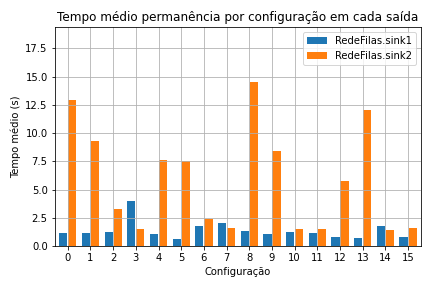 Tempo médio permanência por configuração em cada saída
RedeFilas.sink1
RedeFilas.sink2
Tempo médio (s)
17.5
15.0
12.5
10.0
7.5
5.0
2.5
0.0
0 1 2 3 4 5 6 7 8 9 10 11 12 13 14 15
Configuração